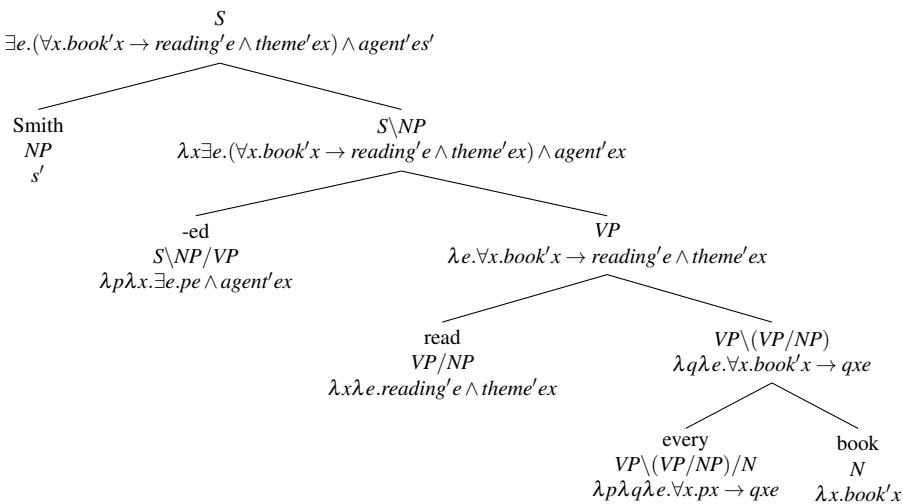 S
∃e.(∀x.book′x → reading′e ∧ theme′ex) ∧ agent′es′
Smith
NP
s′
S\NP
λx∃e.(∀x.book′x → reading′e ∧ theme′ex) ∧ agent′ex
-ed
S\NP/VP
λpλx.∃e.pe ∧ agent′ex
VP
λe.∀x.book′x → reading′e ∧ theme′ex
read
VP/NP
λxλe.reading′e ∧ theme′ex
VP\(VP/NP)
λqλe.∀x.book′x → qxe
every
VP\(VP/NP)/N
λpλqλe.∀x.px → qxe
book
N
λx.book′x